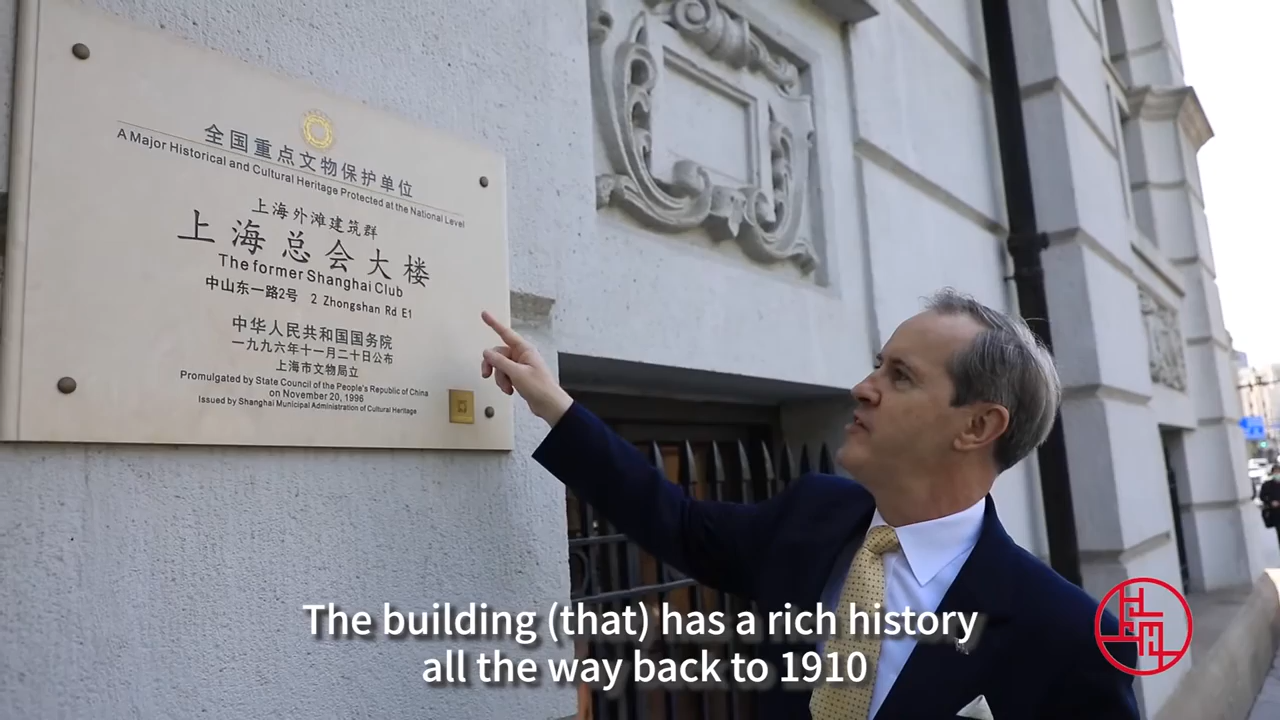 全国重点文物保护单位
A Major Historical and Cultural Heritage Protected at the National Level
上海外滩建筑群
上海总会大楼
The former Shanghai Club
中山东一路2号 2 Zhongshan Rd E1
中华人民共和国国务院
一九九六年十一月二十日公布
上海市文物局立
Promulgated by State Council of the People's Republic of China
on November 20, 1996
Issued by Shanghai Municipal Administration of Cultural Heritage
The building (that) has a rich history
all the way back to 1910